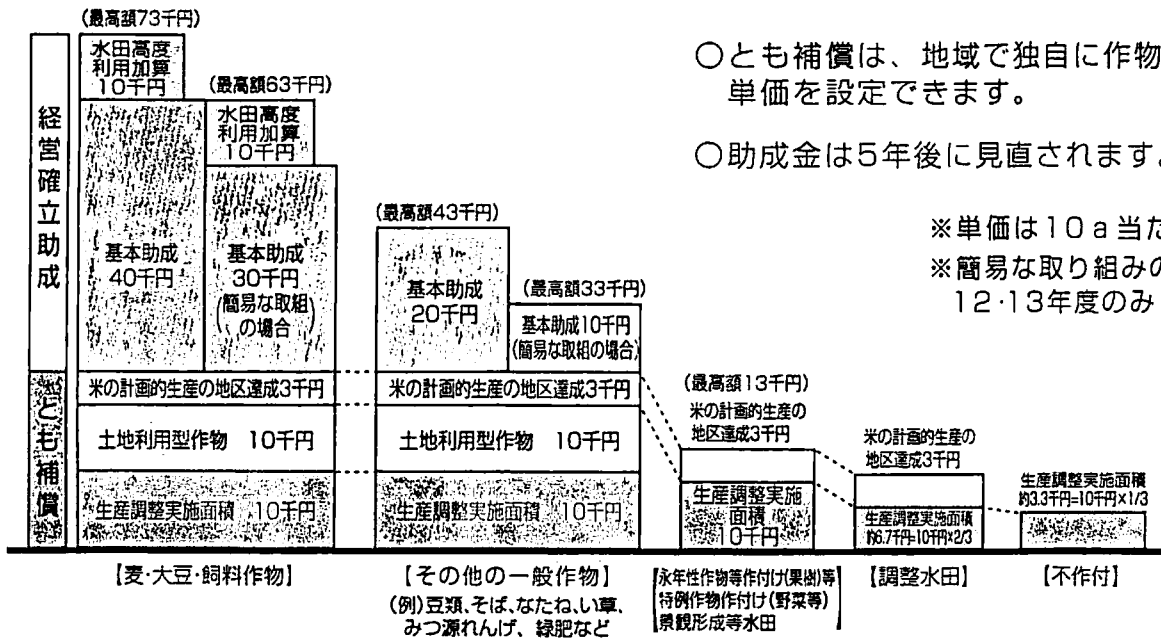 (最高額73千円)
水田高度
利用加算
10千円
(最高額63千円)
水田高度
利用加算
10千円
経営確立助成
基本助成
40千円
基本助成
30千円
(簡易な取組
の場合)
(最高額43千円)
基本助成
20千円
(最高額33千円)
基本助成10千円
(簡易な取組の場合)
とも補償
米の計画的生産の地区達成3千円
土地利用型作物 10千円
生産調整実施面積 10千円
米の計画的生産の地区達成3千円
土地利用型作物 10千円
生産調整実施面積 10千円
(最高額13千円)
米の計画的生産の
地区達成3千円
生産調整実施
面積
10千円
米の計画的生産の
地区達成3千円
生産調整実施面積
約6.7千円=10千円×2/3
生産調整実施面積
約3.3千円=10千円×1/3
【麦・大豆・飼料作物】
【その他の一般作物】
(例)豆類、そば、なたね、い草、
みつ源れんげ、緑肥など
永年性作物等作付け(果樹)等
特例作物作付け(野菜等)
景観形成等水田
【調整水田】
【不作付】
○とも補償は、地域で独自に作物
単価を設定できます。
○助成金は5年後に見直されます。
※単価は10a当た
※簡易な取り組みの
12・13年度のみ